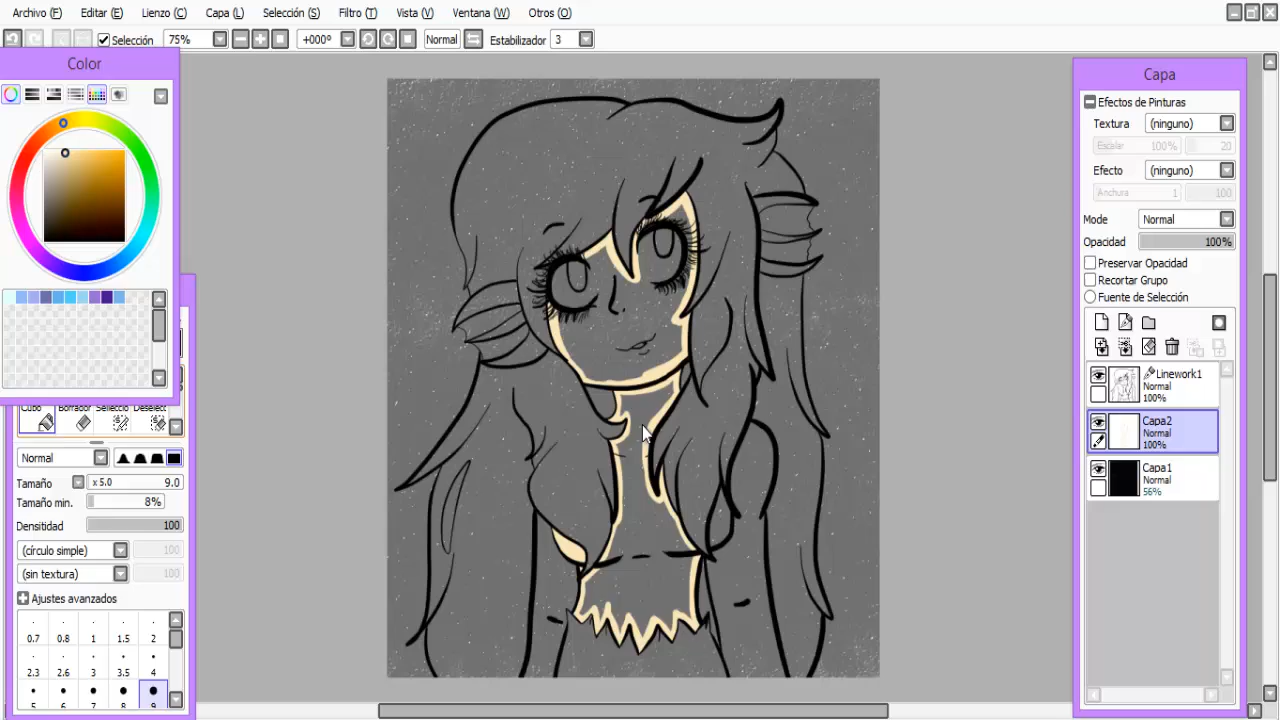 Archivo (F) Editar (E) Lienzo (C) Capa (L) Selección (S) Filtro (T) Vista (V) Ventana (W) Otros (O)
Selección 75% +000º Normal Estabilizador 3
Color
Cubo Borrador Selecció Deselecc
Normal
Tamaño x 5.0 9.0
Tamaño min. 8%
Densitidad 100
(círculo simple) 100
(sin textura) 100
Ajustes avanzados
0.7 0.8 1 1.5 2
2.3 2.6 3 3.5 4
5 6 7 8 9
Capa
Efectos de Pinturas
Textura (ninguno)
Escalar 100% 20
Efecto (ninguno)
Anchura 1 100
Mode Normal
Opacidad 100%
Preservar Opacidad
Recortar Grupo
Fuente de Selección
Linework1
Normal
100%
Capa2
Normal
100%
Capa1
Normal
56%